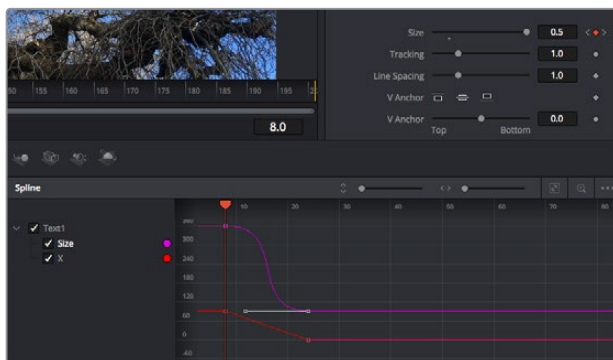 Size 0.5
Tracking 1.0
Line Spacing 1.0
V Anchor
V Anchor 0.0
Top Bottom
150 155 160 165 170 175 180 185 190 195
8.0
Spline
Text1
Size
X
10 20 30 40 50 60 70 80
300
240
180
120
60
0
-60